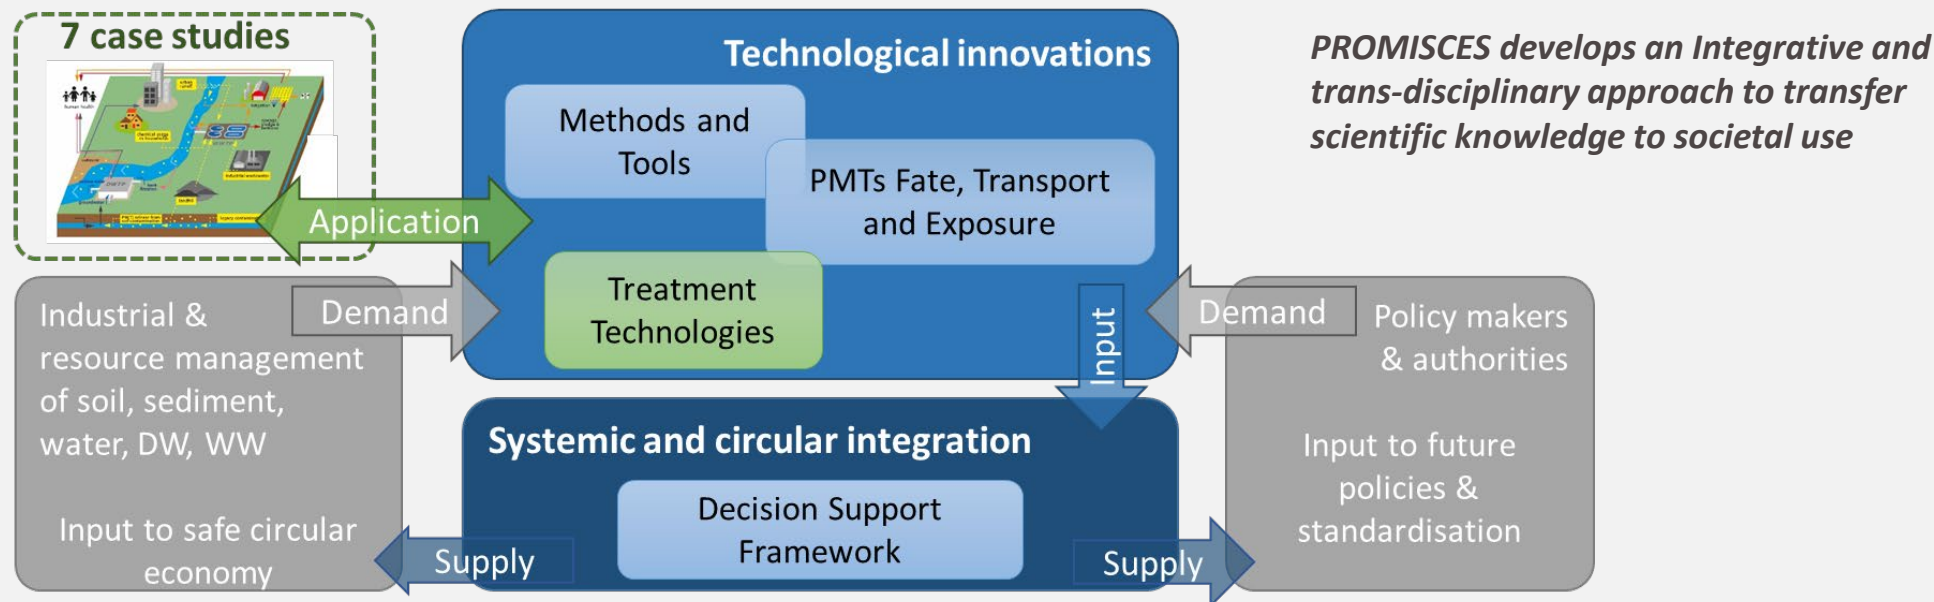 7 case studies
human health
Application
Technological innovations
Methods and
Tools
PMTs Fate, Transport
and Exposure
Treatment
Technologies
PROMISCES develops an Integrative and
trans-disciplinary approach to transfer
scientific knowledge to societal use
Industrial &
resource management
of soil, sediment,
water, DW, WW
Input to safe circular
economy
Demand
Input
Demand
Policy makers
& authorities
Input to future
policies &
standardisation
Systemic and circular integration
Decision Support
Framework
Supply
Supply